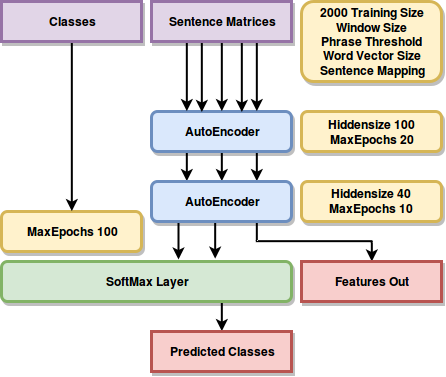 Classes
Sentence Matrices
2000 Training Size
Window Size
Phrase Threshold
Word Vector Size
Sentence Mapping
AutoEncoder
Hiddensize 100
MaxEpochs 20
AutoEncoder
Hiddensize 40
MaxEpochs 10
MaxEpochs 100
SoftMax Layer
Features Out
Predicted Classes